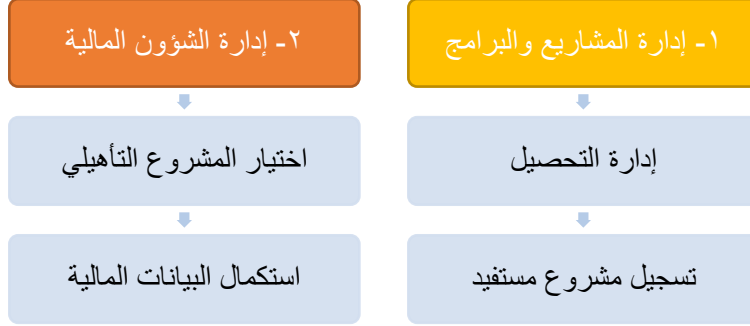 ١- إدارة المشاريع والبرامج
إدارة التحصيل
تسجيل مشروع مستفيد
٢- إدارة الشؤون المالية
اختيار المشروع التأهيلي
استكمال البيانات المالية